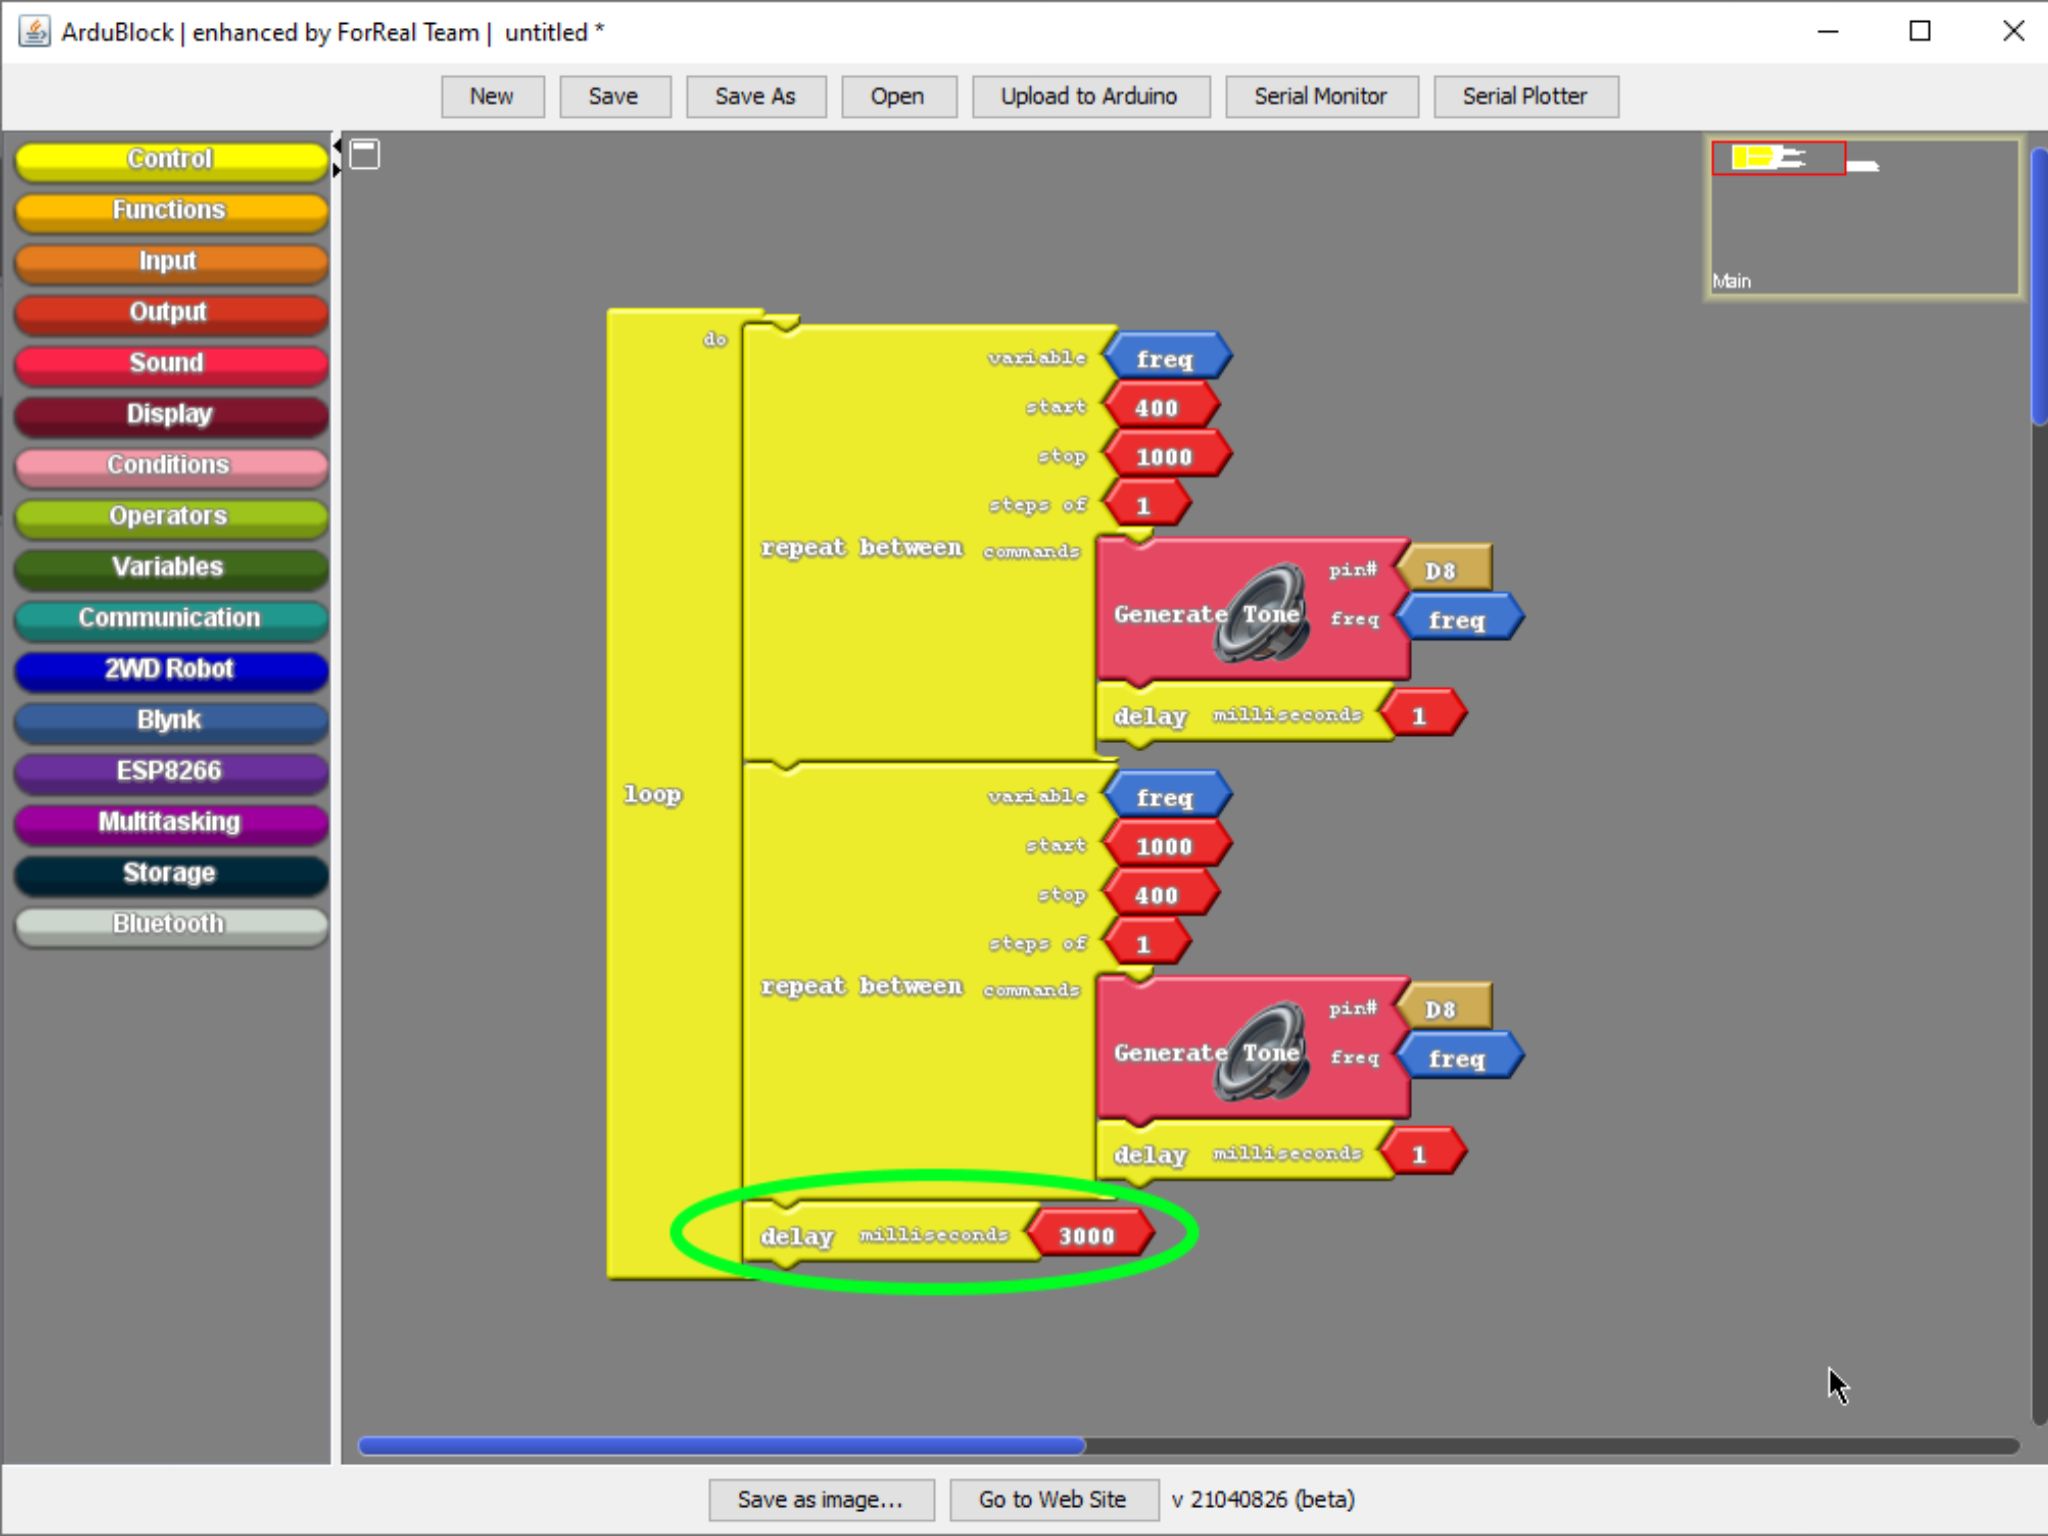 ArduBlock | enhanced by ForReal Team | untitled *
New Save Save As Open Upload to Arduino Serial Monitor Serial Plotter
Control
Functions
Input
Output
Sound
Display
Conditions
Operators
Variables
Communication
2WD Robot
Blynk
ESP8266
Multitasking
Storage
Bluetooth
Main
loop
do
repeat between
variable freq
start 400
stop 1000
steps of 1
commands
Generate Tone
pin# D8
freq freq
delay milliseconds 1
repeat between
variable freq
start 1000
stop 400
steps of 1
commands
Generate Tone
pin# D8
freq freq
delay milliseconds 1
delay milliseconds 3000
Save as image... Go to Web Site v 21040826 (beta)